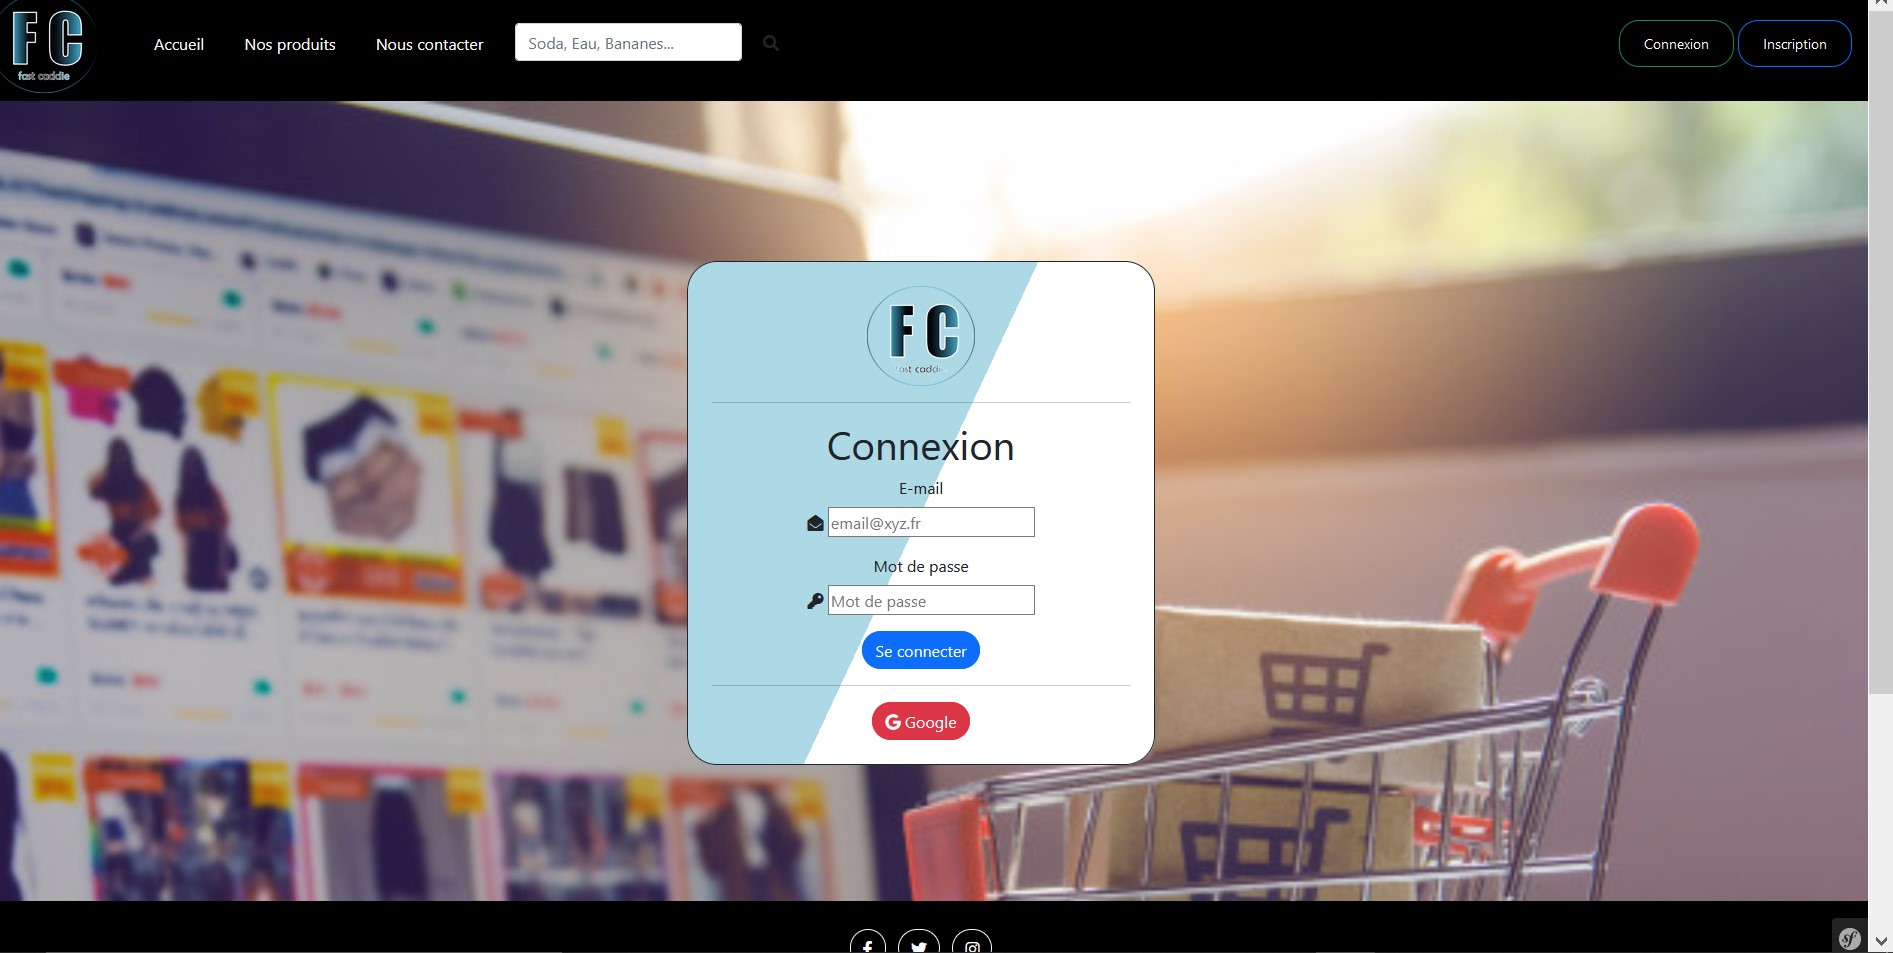 FC
fast caddie
Accueil
Nos produits
Nous contacter
Soda, Eau, Bananes...
Connexion
Inscription
FC
fast caddie
Connexion
E-mail
email@xyz.fr
Mot de passe
Mot de passe
Se connecter
Google
sf